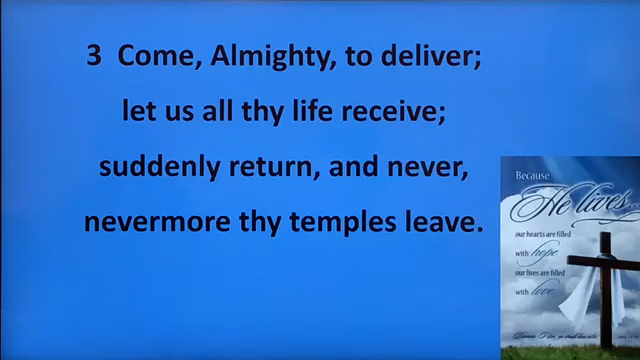 3 Come, Almighty, to deliver;
let us all thy life receive;
suddenly return, and never,
nevermore thy temples leave.
Because
He lives...
our hearts are filled
with hope
our lives are filled
with love